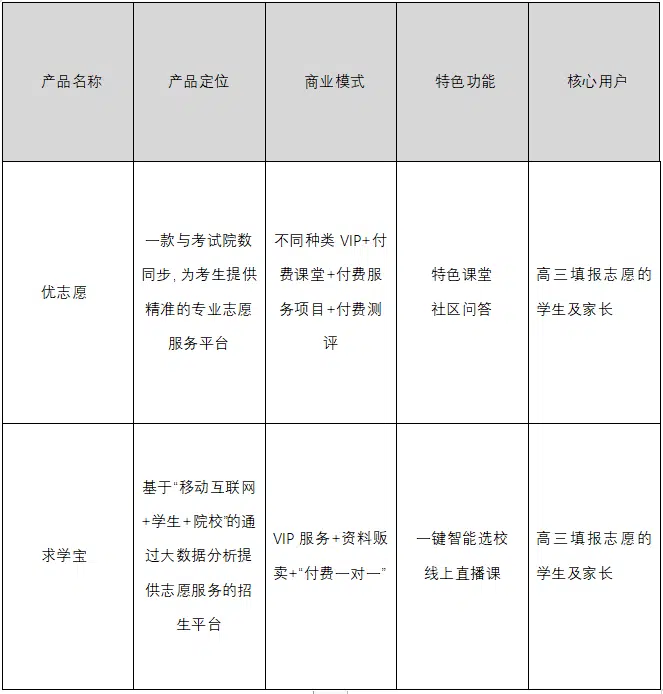 产品名称
产品定位
商业模式
特色功能
核心用户
优志愿
一款与考试院数
同步,为考生提供
精准的专业志愿
服务平台
不同种类 VIP+付
费课堂+付费服
务项目+付费测
评
特色课堂
社区问答
高三填报志愿的
学生及家长
求学宝
基于“移动互联网
+学生+院校”的通
过大数据分析提
供志愿服务的招
生平台
VIP 服务+资料贩
卖+“付费一对一”
一键智能选校
线上直播课
高三填报志愿的
学生及家长